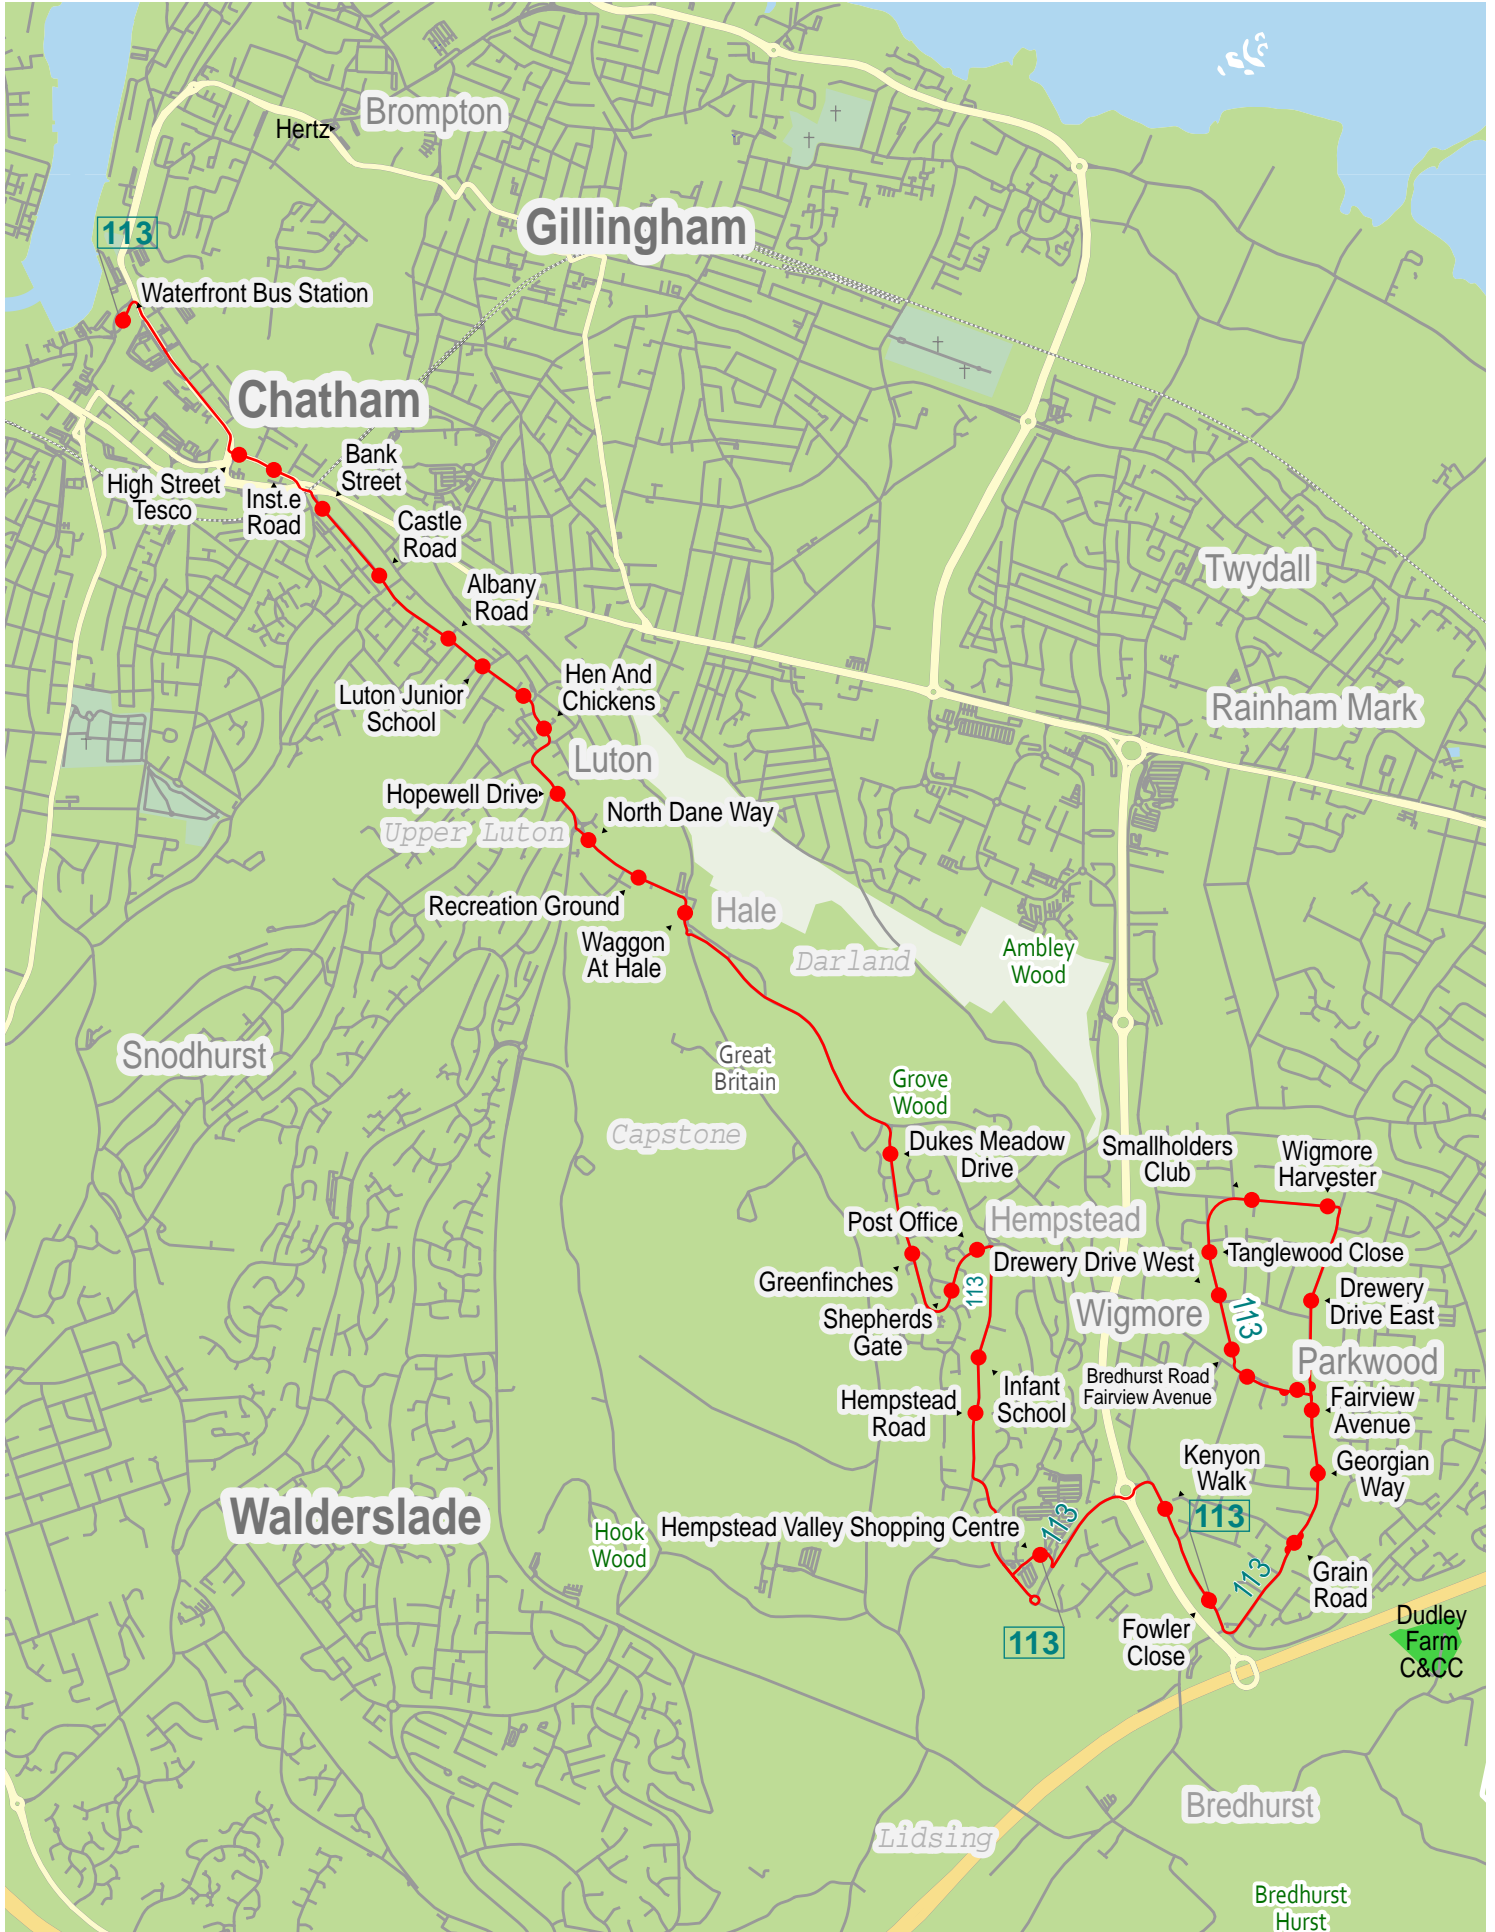 Brompton
Hertz
Gillingham
113
Waterfront Bus Station
Chatham
Bank
Street
High Street
Tesco
Inst.e
Road
Castle
Road
Twydall
Albany
Road
Luton Junior
School
Hen And
Chickens
Rainham Mark
Luton
Hopewell Drive
North Dane Way
Upper Luton
Recreation Ground
Hale
Waggon
At Hale
Darland
Ambley
Wood
Snodhurst
Great
Britain
Grove
Wood
Capstone
Dukes Meadow
Drive
Smallholders
Club
Wigmore
Harvester
Post Office
Hempstead
Drewery Drive West
Tanglewood Close
Greenfinches
113
Shepherds
Gate
Wigmore
113
Drewery
Drive East
Parkwood
Bredhurst Road
Fairview Avenue
Infant
School
Hempstead
Road
Fairview
Avenue
Kenyon
Walk
Georgian
Way
Walderslade
Hook
Wood
Hempstead Valley Shopping Centre
113
113
113
Grain
Road
113
Fowler
Close
Dudley
Farm
C&CC
Bredhurst
Lidsing
Bredhurst
Hurst